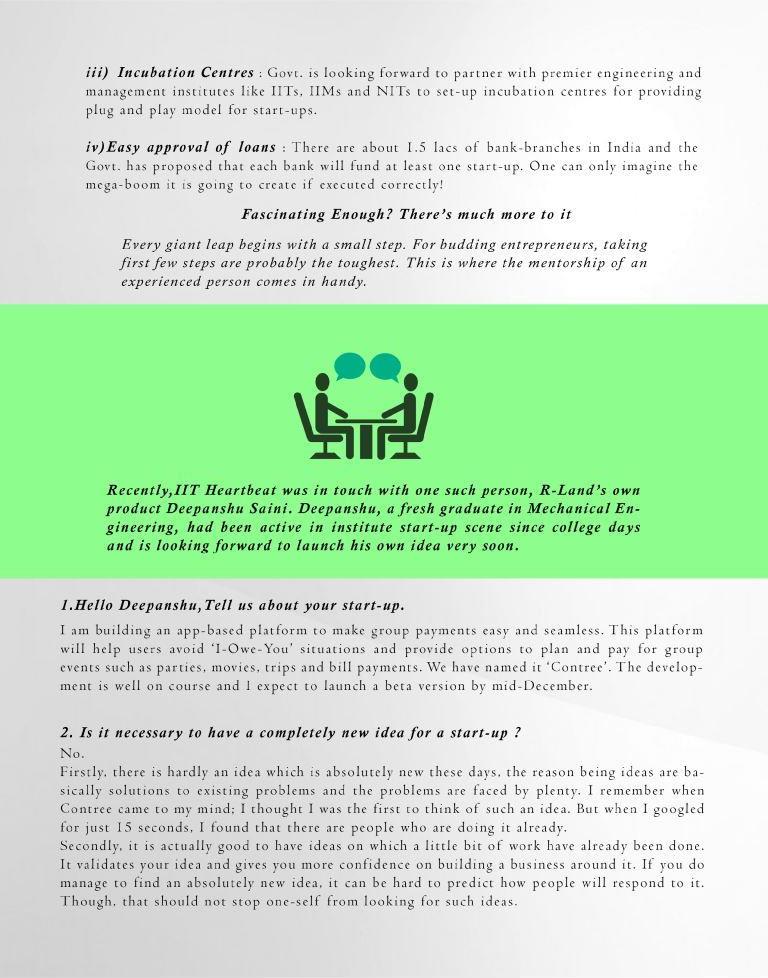 iii) Incubation Centres : Govt. is looking forward to partner with premier engineering and
management institutes like IITs, IIMs and NITs to set-up incubation centres for providing
plug and play model for start-ups.
iv)Easy approval of loans : There are about 1.5 lacs of bank-branches in India and the
Govt. has proposed that each bank will fund at least one start-up. One can only imagine the
mega-boom it is going to create if executed correctly!
Fascinating Enough? There's much more to it
Every giant leap begins with a small step. For budding entrepreneurs, taking
first few steps are probably the toughest. This is where the mentorship of an
experienced person comes in handy.
Recently,IIT Heartbeat was in touch with one such person, R-Land's own
product Deepanshu Saini. Deepanshu, a fresh graduate in Mechanical En-
gineering, had been active in institute start-up scene since college days
and is looking forward to launch his own idea very soon.
1.Hello Deepanshu,Tell us about your start-up.
I am building an app-based platform to make group payments easy and seamless. This platform
will help users avoid 'I-Owe-You' situations and provide options to plan and pay for group
events such as parties, movies, trips and bill payments. We have named it 'Contree'. The develop-
ment is well on course and I expect to launch a beta version by mid-December.
2. Is it necessary to have a completely new idea for a start-up ?
No.
Firstly, there is hardly an idea which is absolutely new these days, the reason being ideas are ba-
sically solutions to existing problems and the problems are faced by plenty. I remember when
Contree came to my mind; I thought I was the first to think of such an idea. But when I googled
for just 15 seconds, I found that there are people who are doing it already.
Secondly, it is actually good to have ideas on which a little bit of work have already been done.
It validates your idea and gives you more confidence on building a business around it. If you do
manage to find an absolutely new idea, it can be hard to predict how people will respond to it.
Though, that should not stop one-self from looking for such ideas.